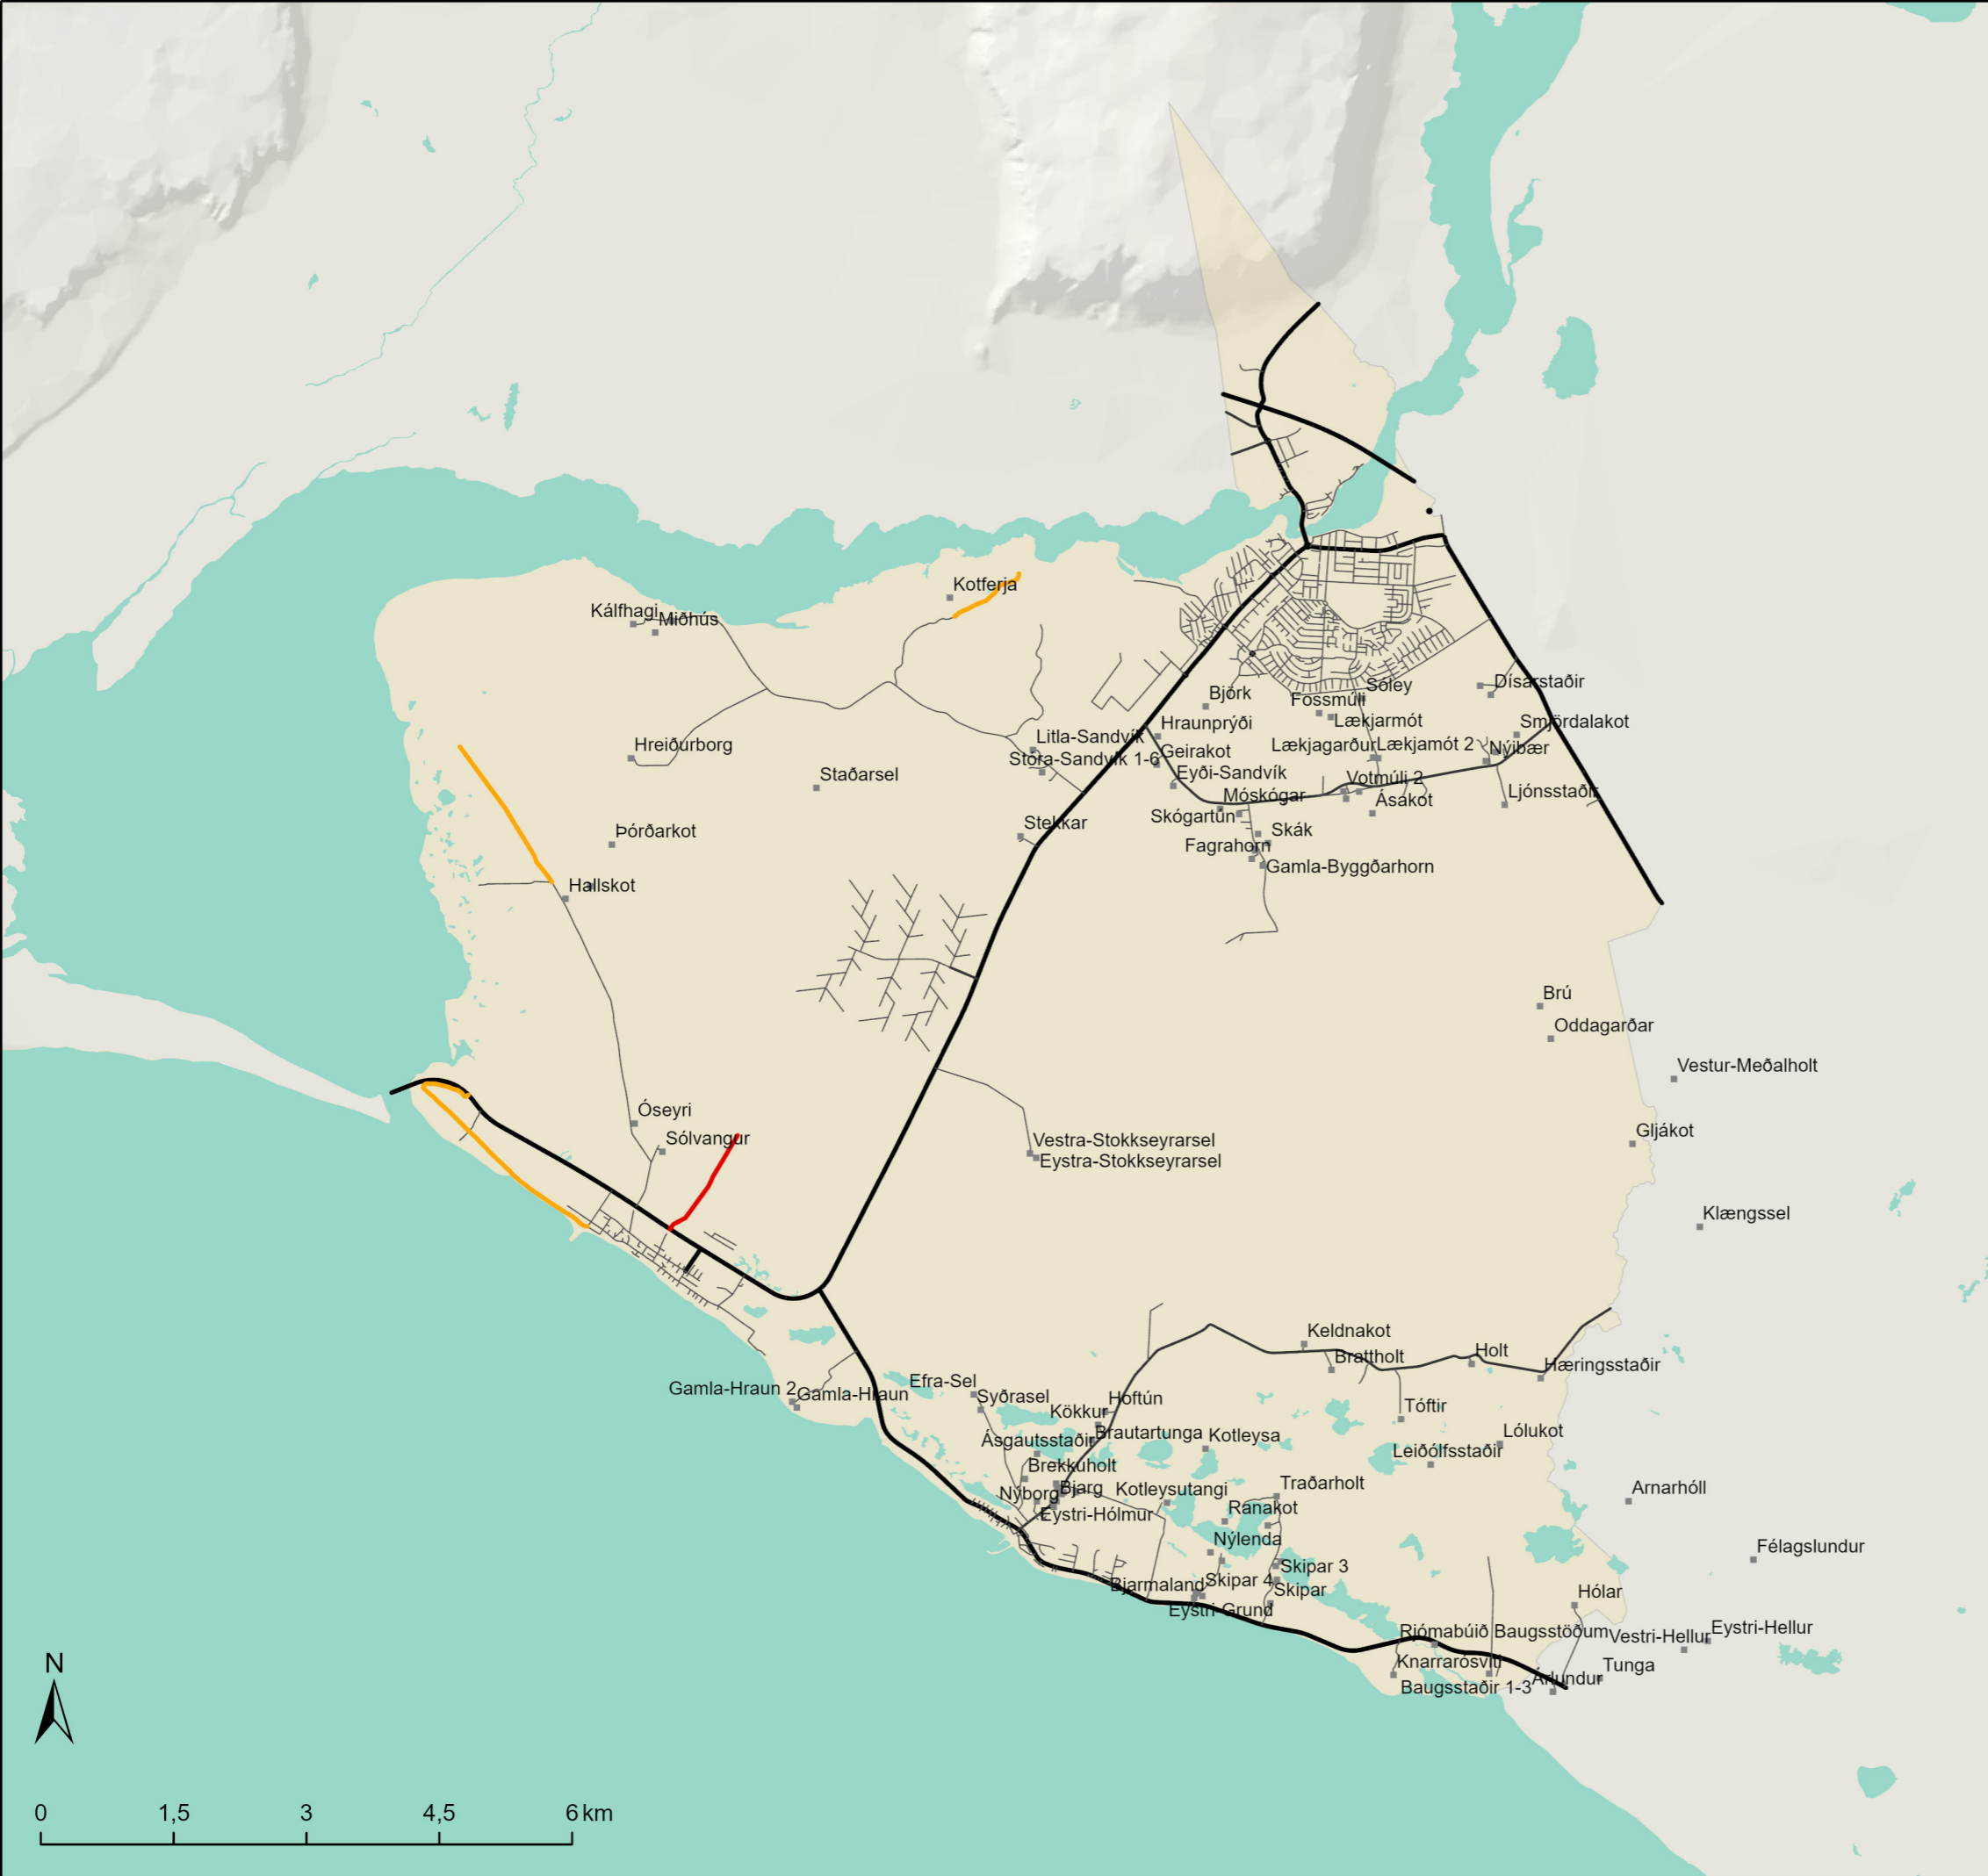 Kotferja
Kálfhagi
Miðhús
Björk
Sóley
Fossmúli
Dísarstaðir
Lækjarmót
Smjördalakot
Hraunprýði
Litla-Sandvík
Hreiðurborg
Lækjagarður
Lækjamót 2
Nýibær
Geirakot
Stóra-Sandvík 1-6
Staðarsel
Eyði-Sandvík
Votmúli 2
Ljónsstaðir
Móskógar
Ásakot
Skógartún
Stekkar
Skák
Þórðarkot
Fagrahorn
Gamla-Byggðarhorn
Hallskot
Brú
Oddagarðar
Vestur-Meðalholt
Óseyri
Sólvangur
Vestra-Stokkseyrarsel
Eystra-Stokkseyrarsel
Gljákot
Klængssel
Keldnakot
Brattholt
Holt
Hæringsstaðir
Efra-Sel
Gamla-Hraun 2
Gamla-Hraun
Syðrasel
Hoftún
Kökkur
Tóftir
Brautartunga
Kotleysa
Ásgautsstaðir
Lólukot
Leiðólfsstaðir
Brekkuholt
Traðarholt
Bjarg
Kotleysutangi
Nýborg
Ranakot
Arnarhóll
Eystri-Hólmur
Nýlenda
Félagslundur
Skipar 3
Bjarmaland
Skipar 4
Skipar
Hólar
Eystri-Grund
Rjómabúið Baugsstöðum
Vestri-Hellur
Eystri-Hellur
Knarrarósviti
Tunga
Baugsstaðir 1-3
Árlundur
N
0 1,5 3 4,5 6 km